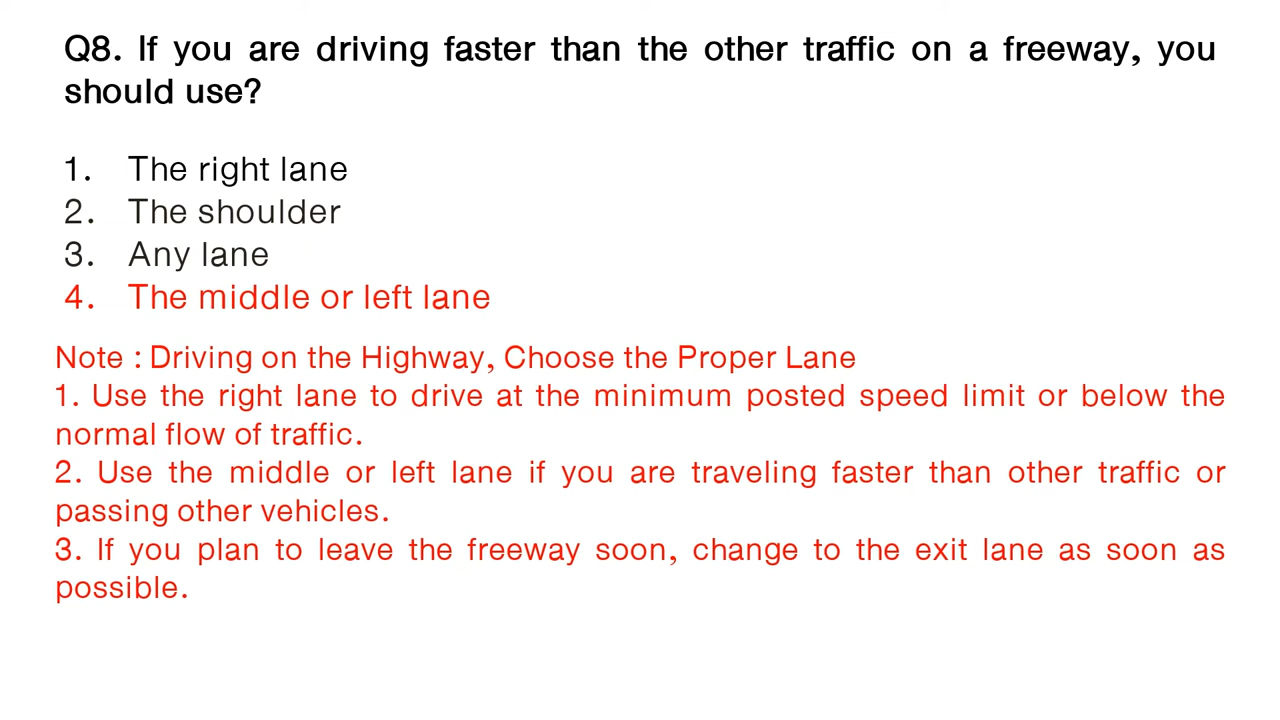 Q8. If you are driving faster than the other traffic on a freeway, you
should use?
1. The right lane
2. The shoulder
3. Any lane
4. The middle or left lane
Note : Driving on the Highway, Choose the Proper Lane
1. Use the right lane to drive at the minimum posted speed limit or below the
normal flow of traffic.
2. Use the middle or left lane if you are traveling faster than other traffic or
passing other vehicles.
3. If you plan to leave the freeway soon, change to the exit lane as soon as
possible.